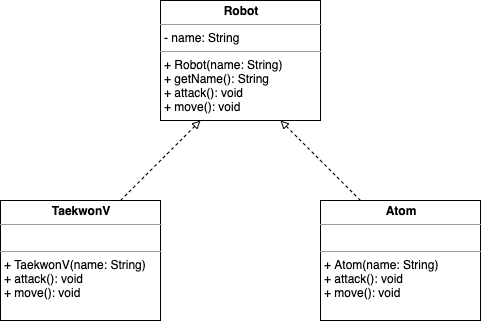 Robot
- name: String
+ Robot(name: String)
+ getName(): String
+ attack(): void
+ move(): void
TaekwonV
+ TaekwonV(name: String)
+ attack(): void
+ move(): void
Atom
+ Atom(name: String)
+ attack(): void
+ move(): void